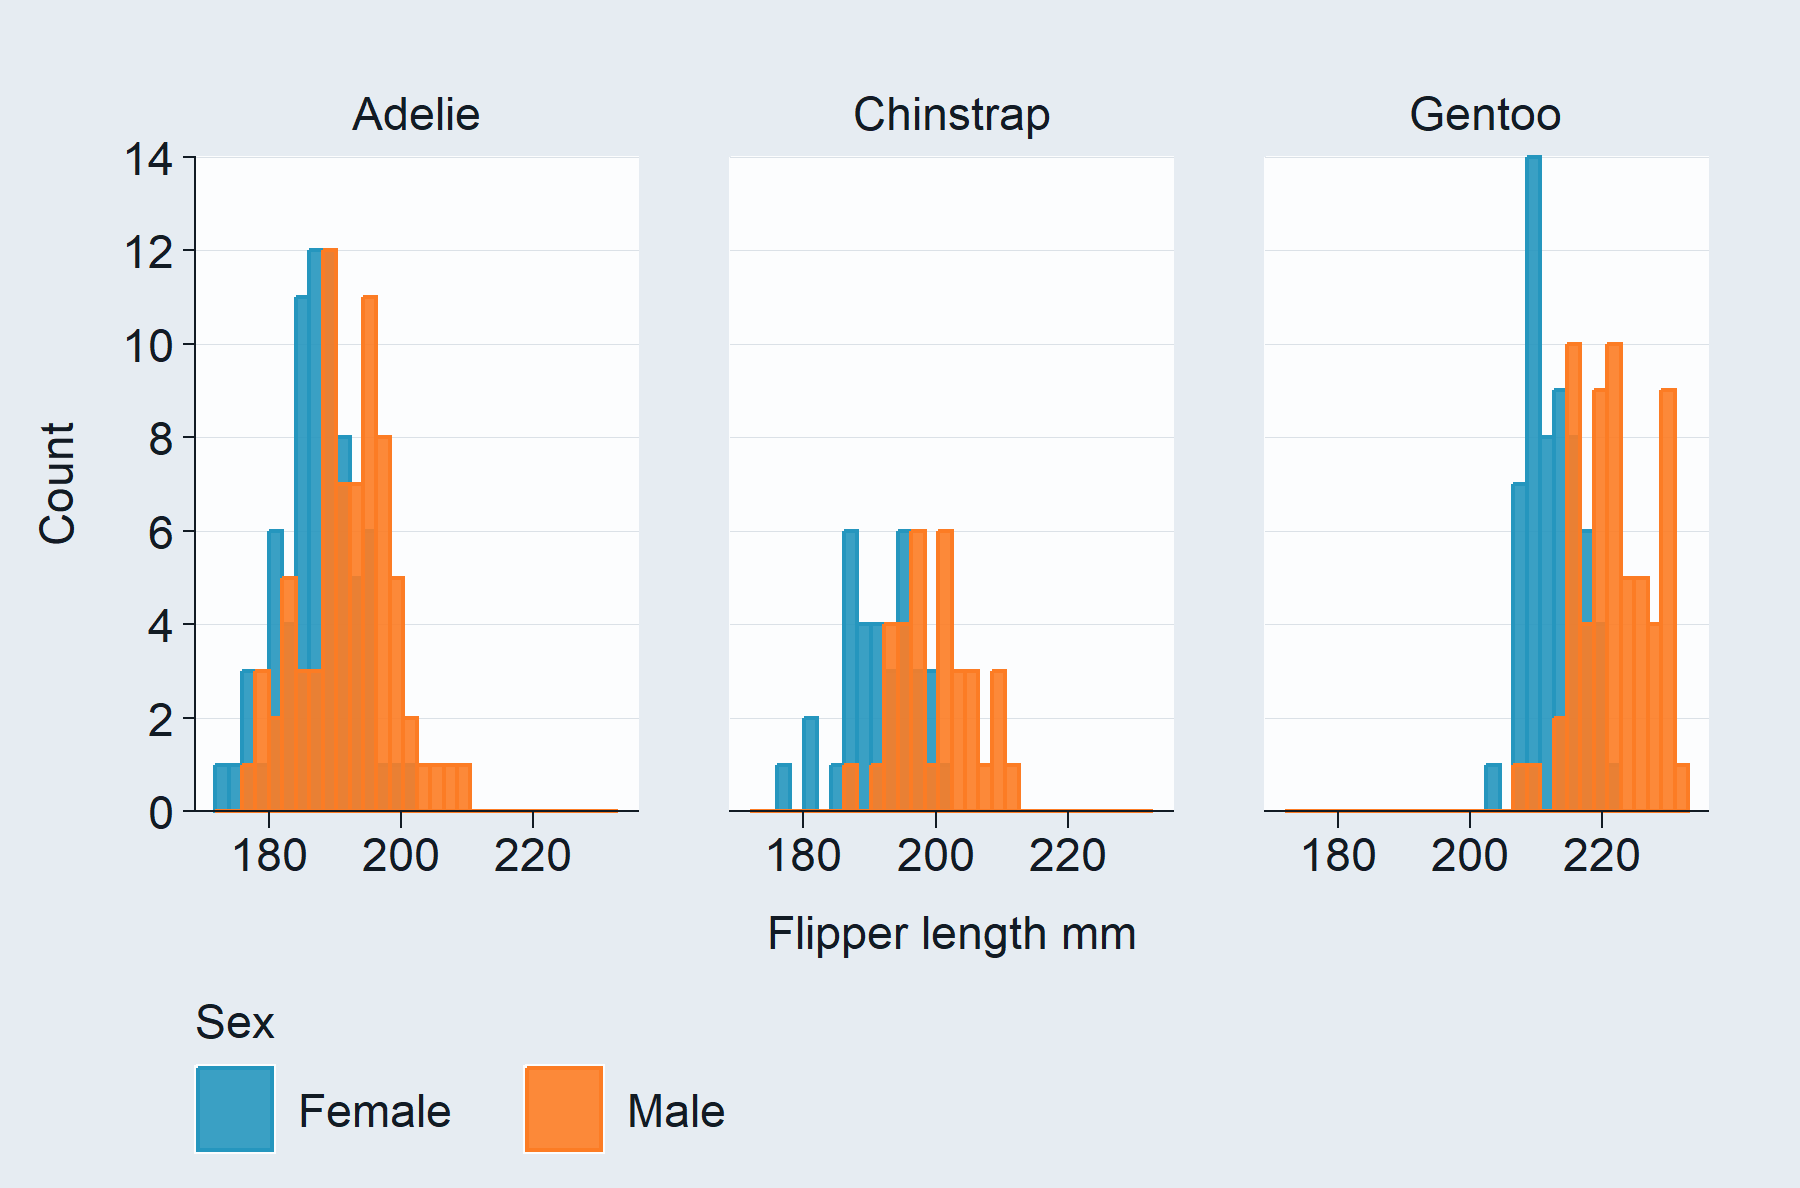 Adelie Chinstrap Gentoo
14
12
10
8
6
4
2
0
Count
180 200 220 180 200 220 180 200 220
Flipper length mm
Sex
Female Male